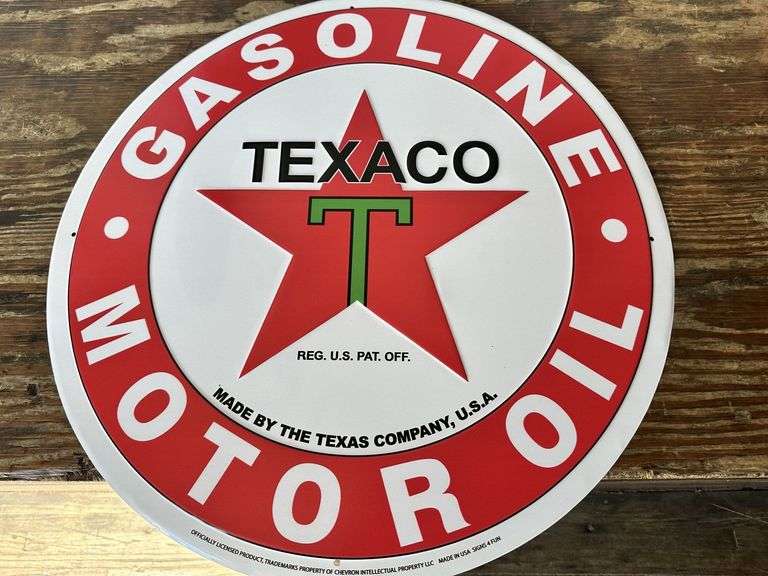 GASOLINE
TEXACO
T
REG. U.S. PAT. OFF.
MADE BY THE TEXAS COMPANY, U.S.A.
MOTOR OIL
OFFICIALLY LICENSED PRODUCT, TRADEMARKS PROPERTY OF CHEVRON INTELLECTUAL PROPERTY LLC MADE IN USA SIGNS 4 FUN